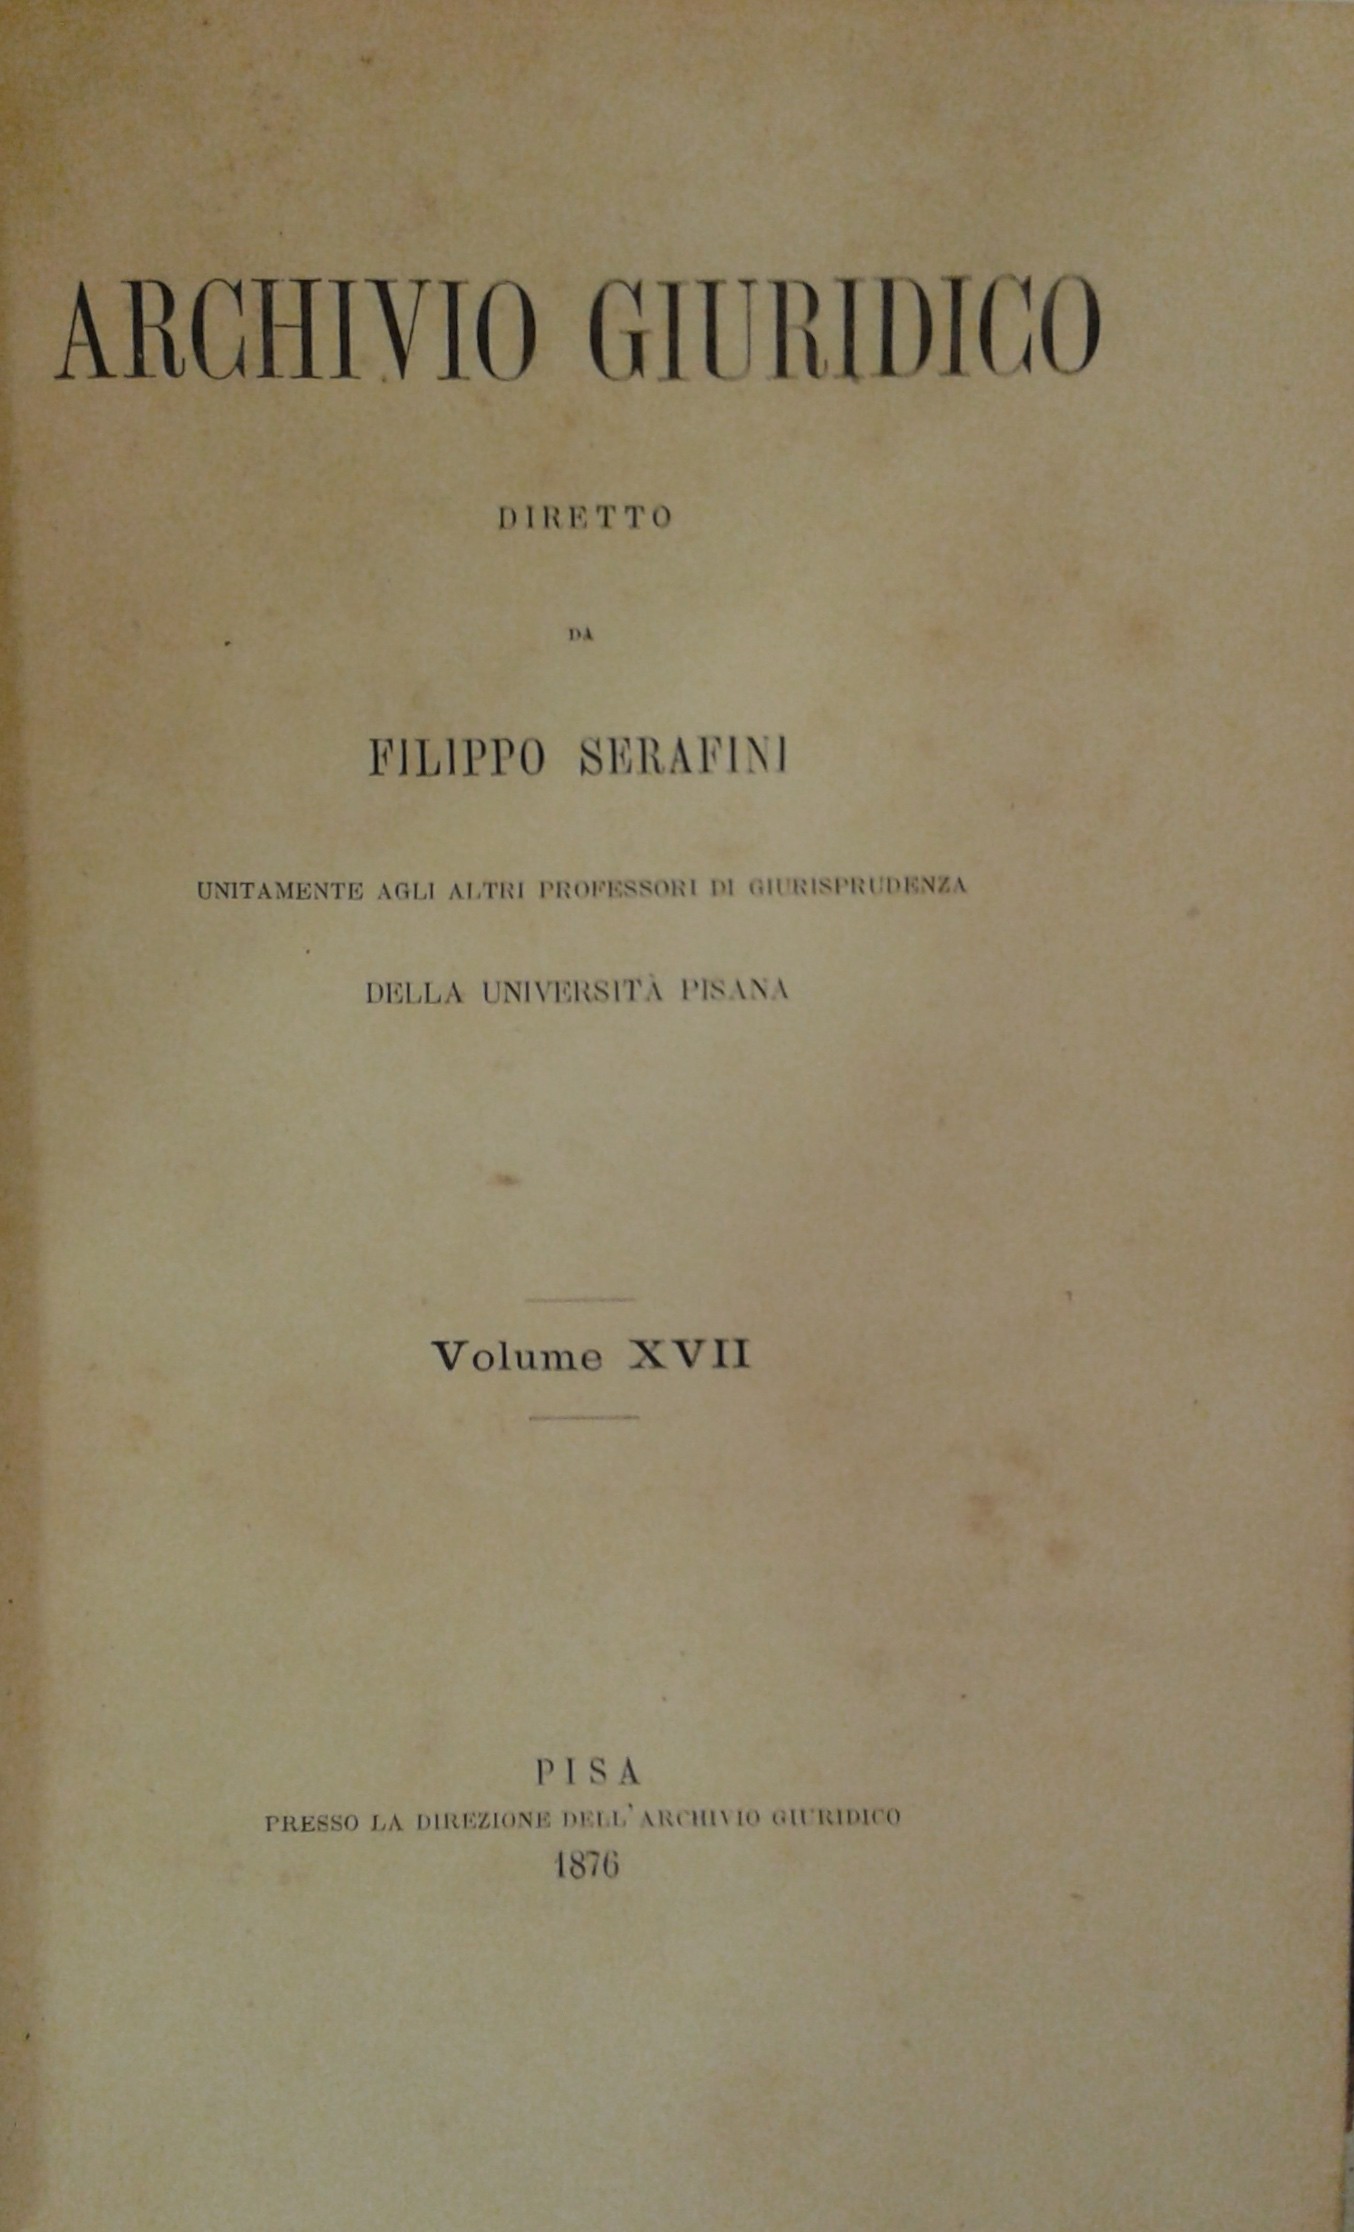 ARCHIVIO GIURIDICO
DIRETTO
DA
FILIPPO SERAFINI
UNITAMENTE AGLI ALTRI PROFESSORI DI GIURISPRUDENZA
DELLA UNIVERSITÀ PISANA
Volume XVII
PISA
PRESSO LA DIREZIONE DELL'ARCHIVIO GIURIDICO
1876